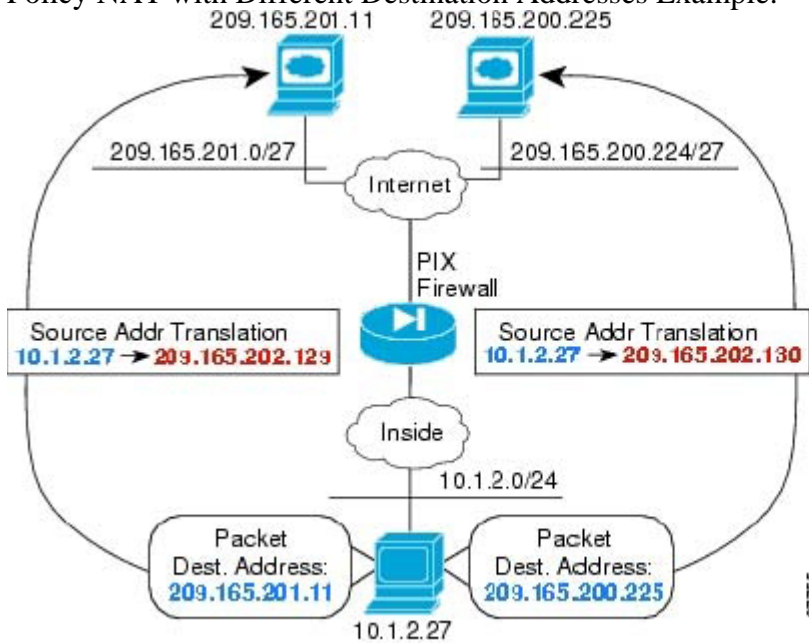 Policy NAT with Different Destination Addresses Example:
209.165.201.11
209.165.200.225
209.165.201.0/27
209.165.200.224/27
Internet
PIX
Firewall
Source Addr Translation
10.1.2.27 → 209.165.202.129
Source Addr Translation
10.1.2.27 → 209.165.202.130
Inside
10.1.2.0/24
Packet
Dest. Address:
209.165.201.11
Packet
Dest. Address:
209.165.200.225
10.1.2.27